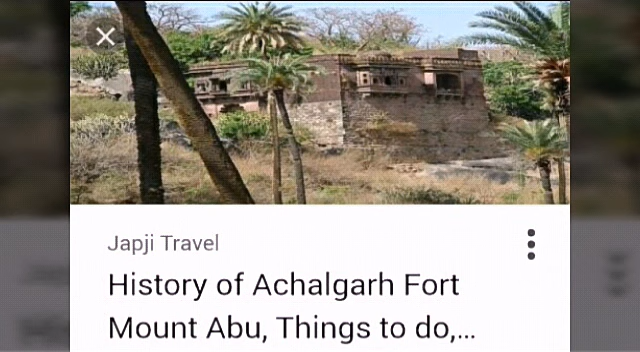 Japji Travel
History of Achalgarh Fort
Mount Abu, Things to do,...